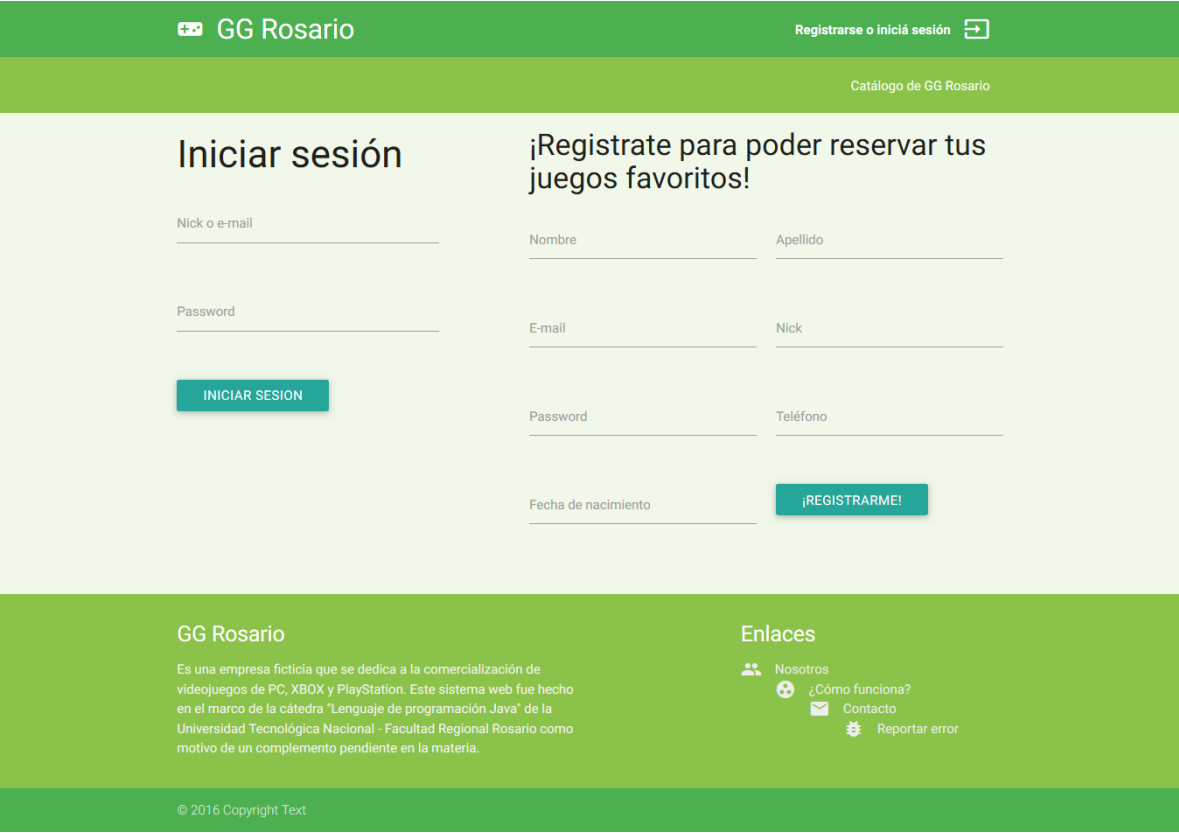 GG Rosario
Registrarse o iniciá sesión
Catálogo de GG Rosario
Iniciar sesión
Nick o e-mail
Password
INICIAR SESION
¡Registrate para poder reservar tus
juegos favoritos!
Nombre
Apellido
E-mail
Nick
Password
Teléfono
Fecha de nacimiento
¡REGISTRARME!
GG Rosario
Es una empresa ficticia que se dedica a la comercialización de
videojuegos de PC, XBOX y PlayStation. Este sistema web fue hecho
en el marco de la cátedra "Lenguaje de programación Java" de la
Universidad Tecnológica Nacional - Facultad Regional Rosario como
motivo de un complemento pendiente en la materia.
Enlaces
Nosotros
¿Cómo funciona?
Contacto
Reportar error
© 2016 Copyright Text